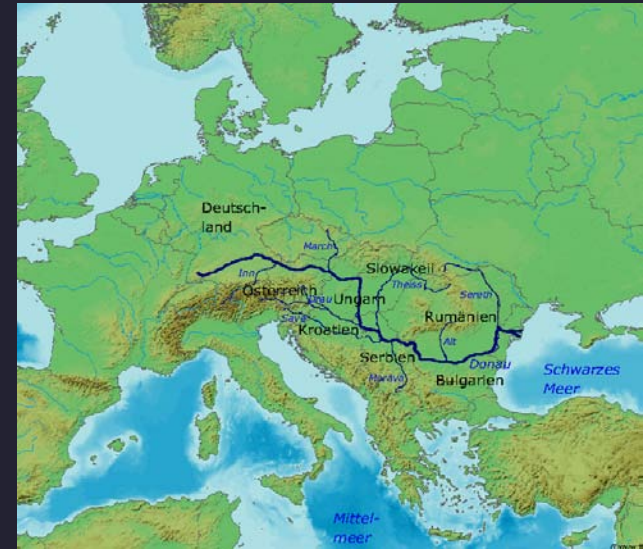 Deutsch-
land
March
Inn
Slowakei
Theiss
Österreich
Sereth
Drau
Ungarn
Sava
Rumänien
Kroatien
Alt
Serbien
Donau
Schwarzes
Meer
Morava
Bulgarien
Mittel-
meer